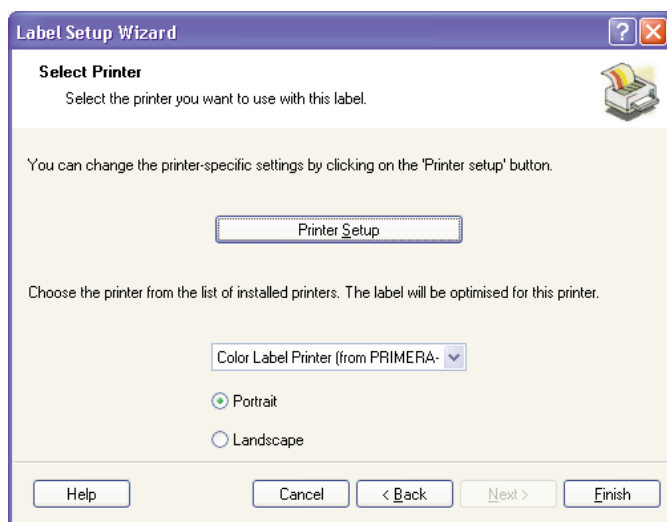 Label Setup Wizard
Select Printer
Select the printer you want to use with this label.
You can change the printer-specific settings by clicking on the 'Printer setup' button.
Printer Setup
Choose the printer from the list of installed printers. The label will be optimised for this printer.
Color Label Printer (from PRIMERA-
Portrait
Landscape
Help
Cancel
< Back
Next >
Finish